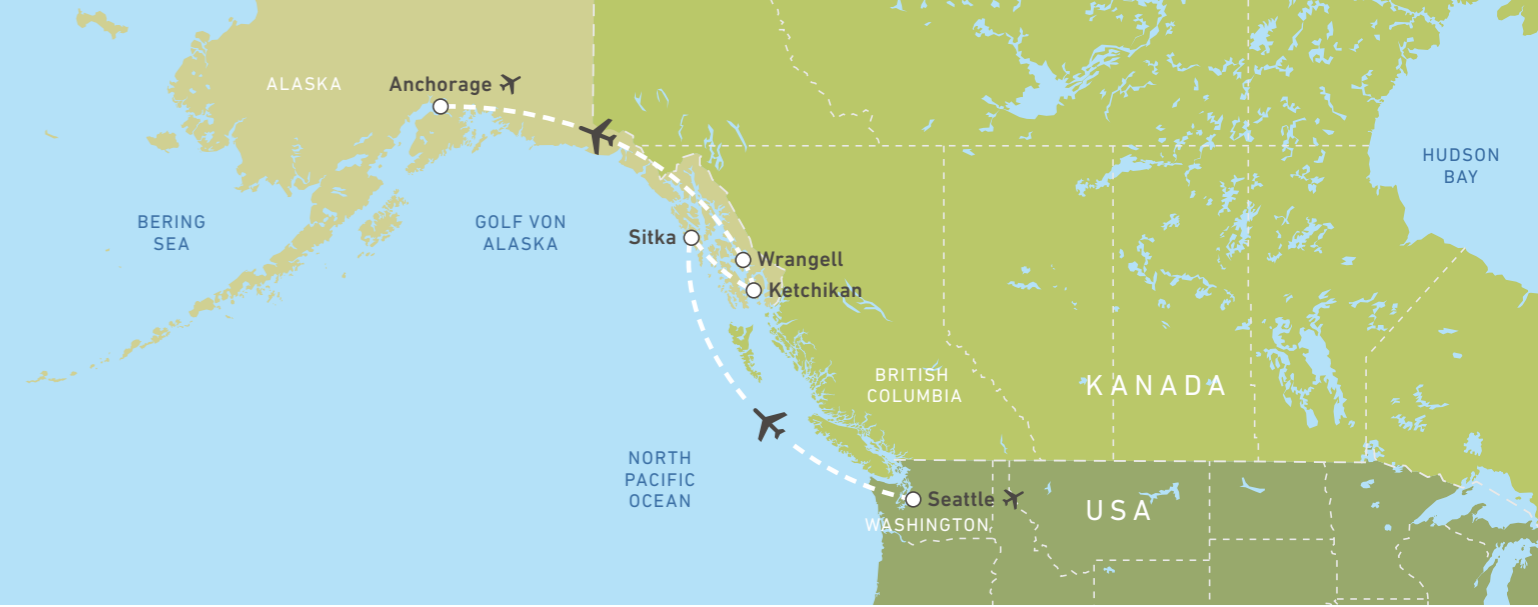 ALASKA
Anchorage
HUDSON
BAY
BERING
SEA
GOLF VON
ALASKA
Sitka
Wrangell
Ketchikan
BRITISH
COLUMBIA
KANADA
NORTH
PACIFIC
OCEAN
Seattle
USA
WASHINGTON